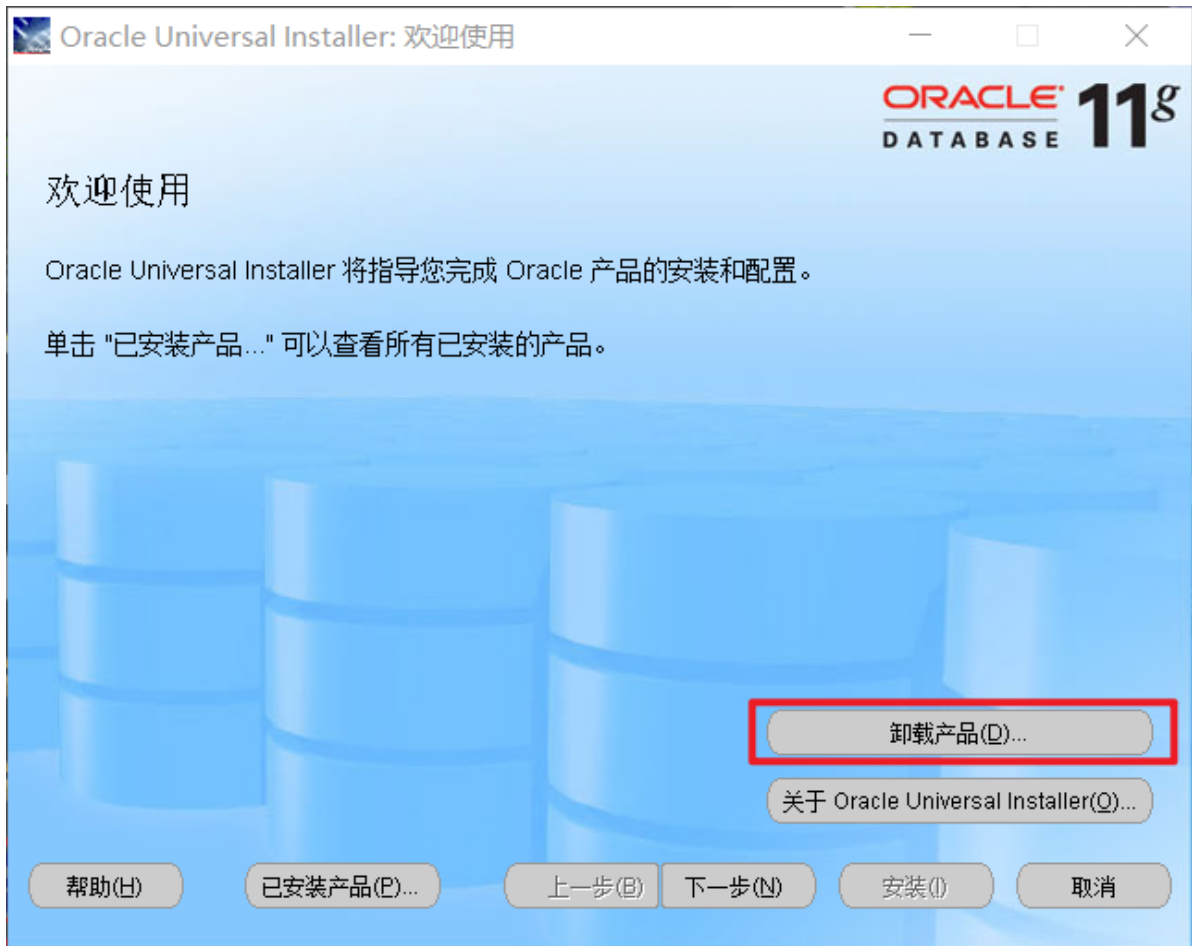 Oracle Universal Installer: 欢迎使用
ORACLE DATABASE 11g
欢迎使用
Oracle Universal Installer 将指导您完成 Oracle 产品的安装和配置。
单击 "已安装产品..." 可以查看所有已安装的产品。
卸载产品(D)...
关于 Oracle Universal Installer(O)...
帮助(H) 已安装产品(P)... 上一步(B) 下一步(N) 安装(I) 取消